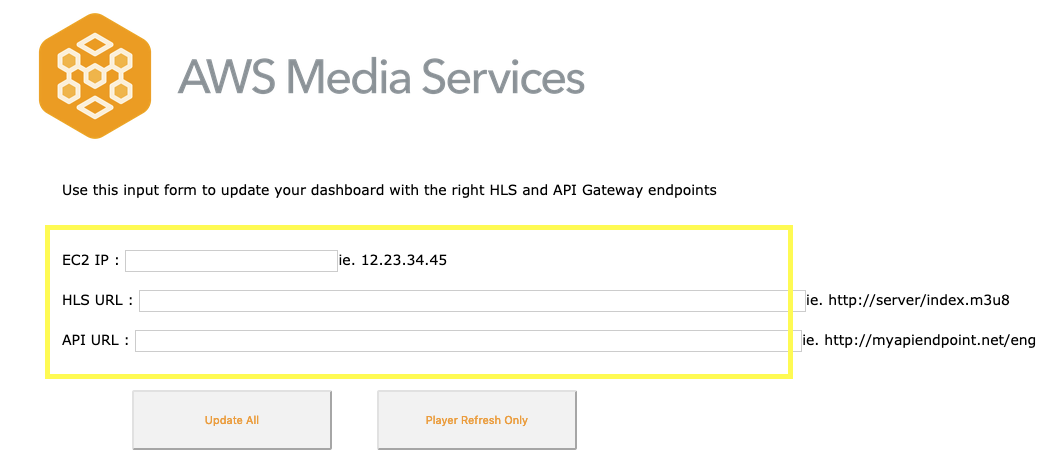 AWS Media Services
Use this input form to update your dashboard with the right HLS and API Gateway endpoints
EC2 IP : ie. 12.23.34.45
HLS URL : ie. http://server/index.m3u8
API URL : ie. http://myapiendpoint.net/eng
Update All Player Refresh Only